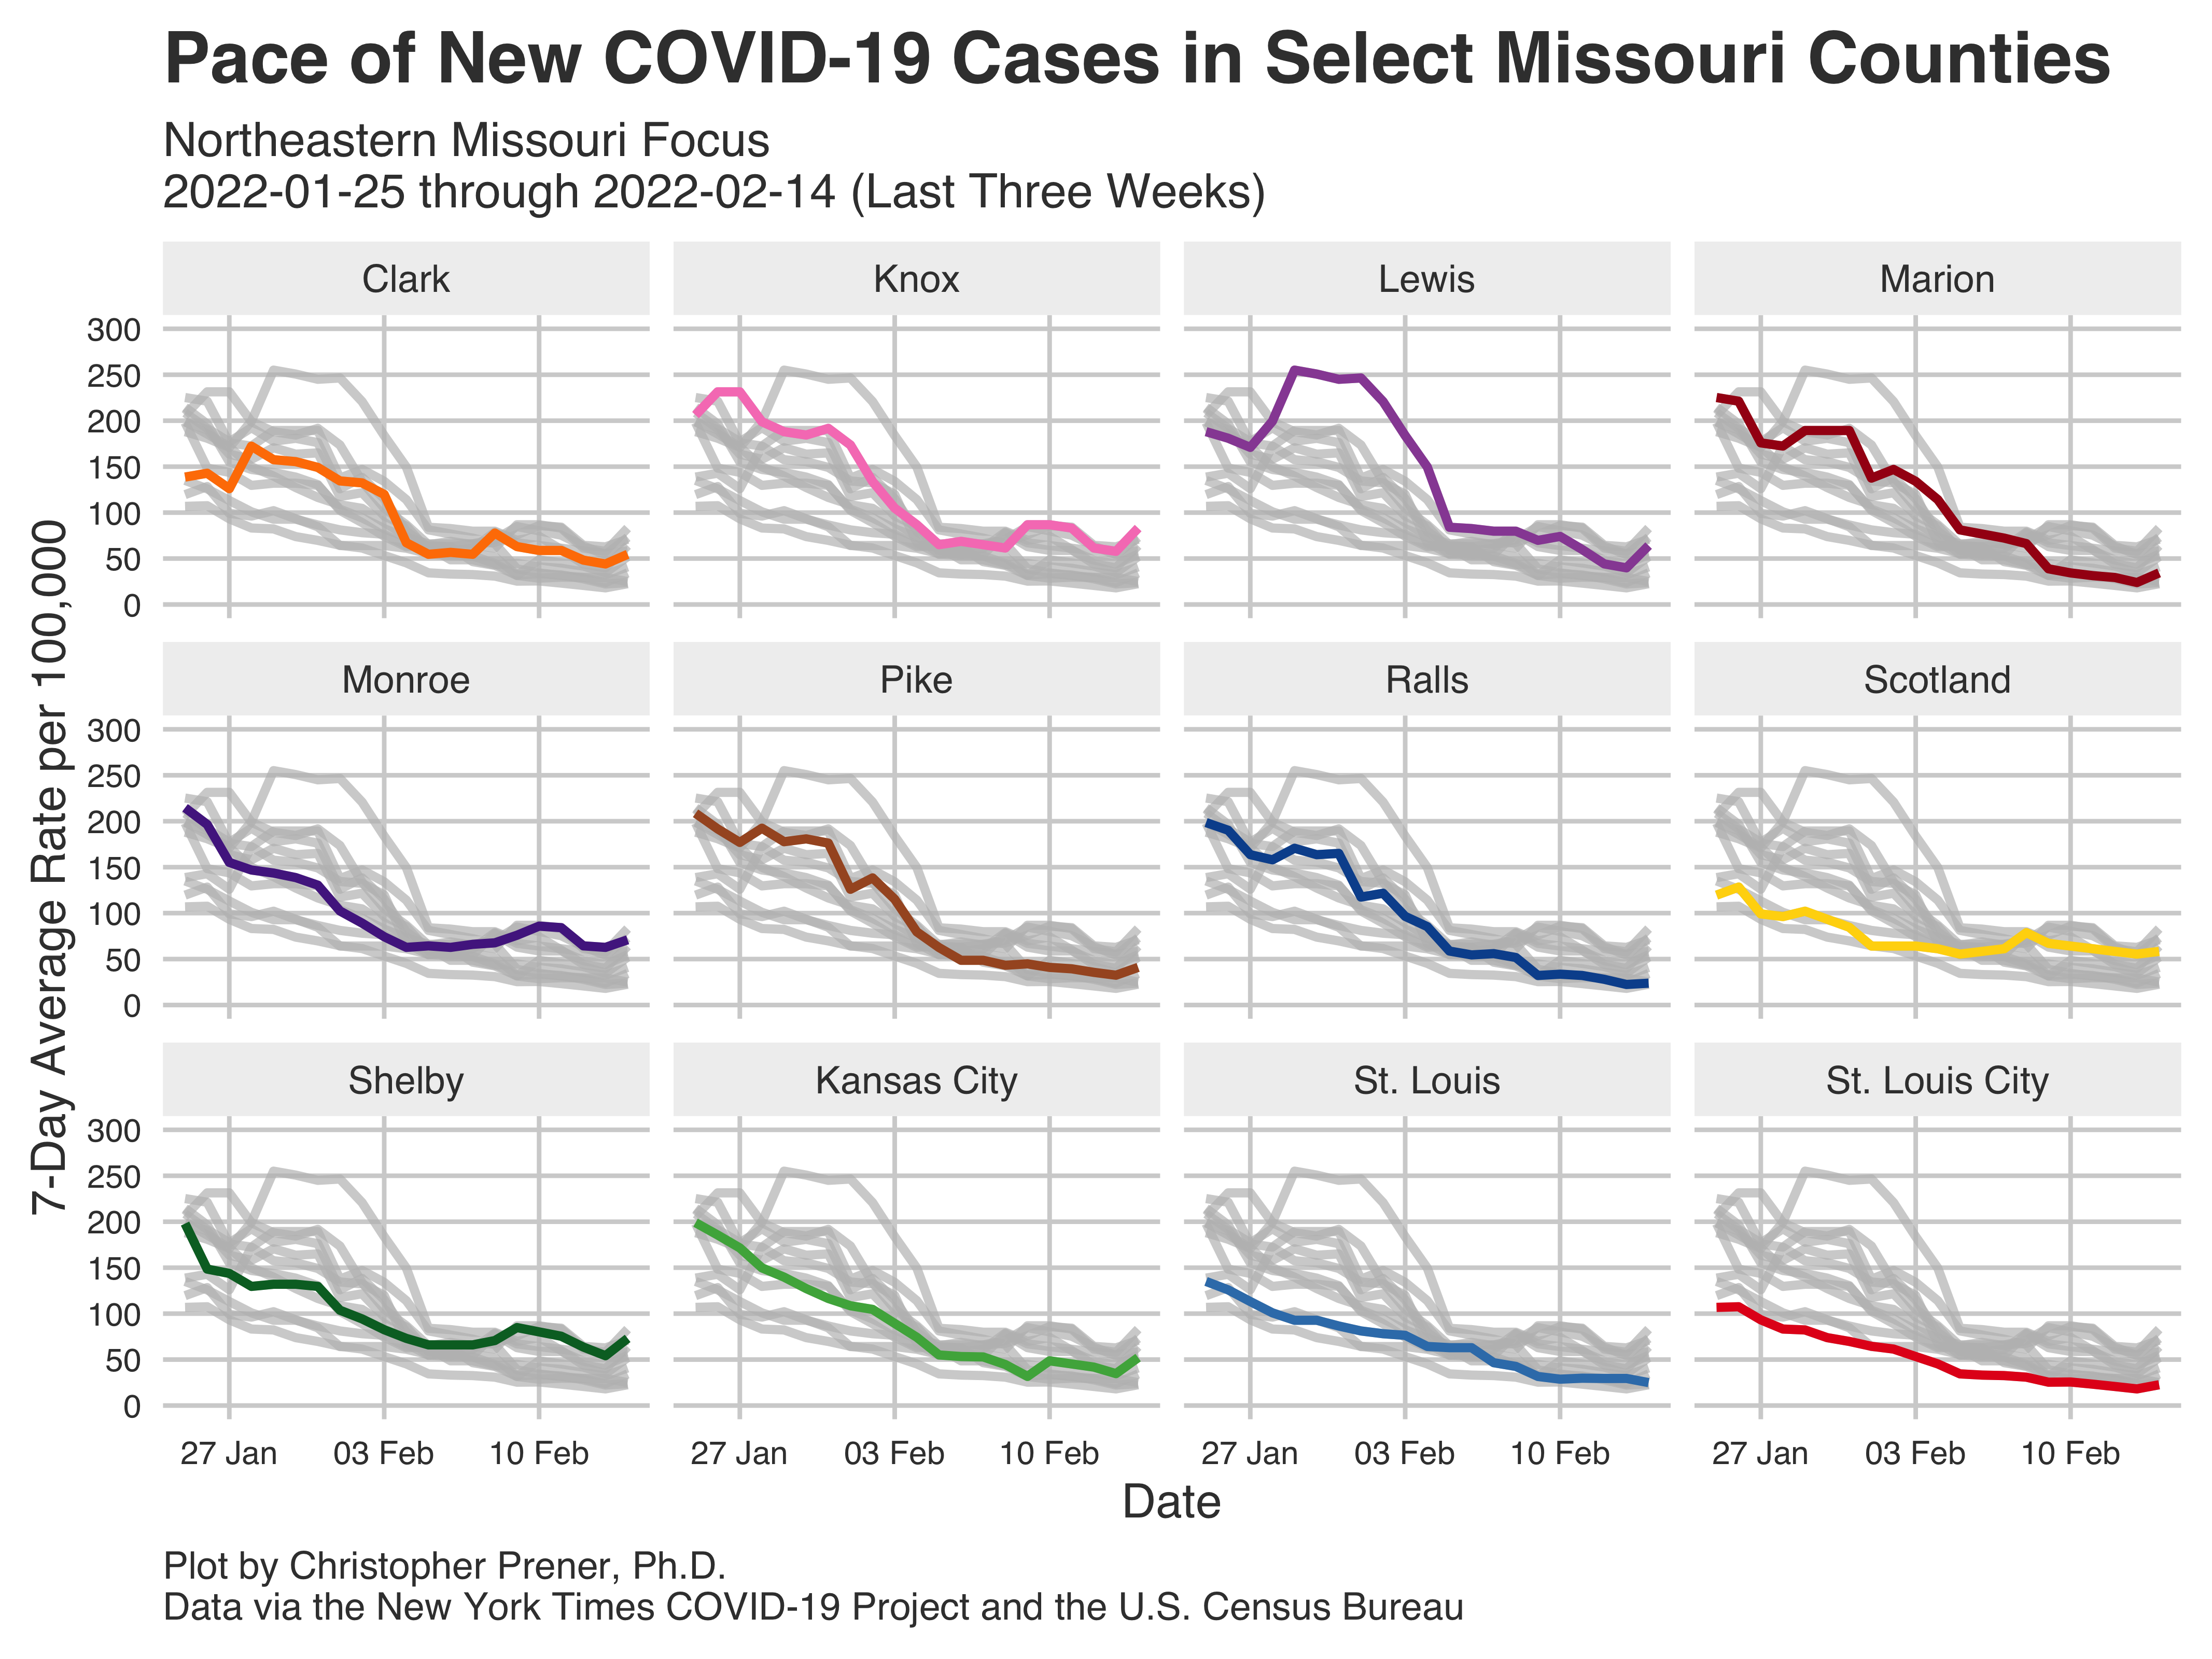 Pace of New COVID-19 Cases in Select Missouri Counties
Northeastern Missouri Focus
2022-01-25 through 2022-02-14 (Last Three Weeks)
7-Day Average Rate per 100,000
Clark
Knox
Lewis
Marion
300
250
200
150
100
50
0
Monroe
Pike
Ralls
Scotland
300
250
200
150
100
50
0
Shelby
Kansas City
St. Louis
St. Louis City
300
250
200
150
100
50
0
27 Jan 03 Feb 10 Feb
27 Jan 03 Feb 10 Feb
27 Jan 03 Feb 10 Feb
27 Jan 03 Feb 10 Feb
Date
Plot by Christopher Prener, Ph.D.
Data via the New York Times COVID-19 Project and the U.S. Census Bureau